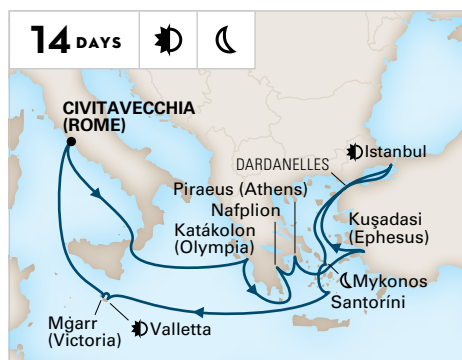 14 DAYS
CIVITAVECCHIA
(ROME)
DARDANELLES
Istanbul
Piraeus (Athens)
Nafplion
Katákolon
(Olympia)
Kuşadasi
(Ephesus)
Mykonos
Santorini
Mġarr
(Victoria)
Valletta